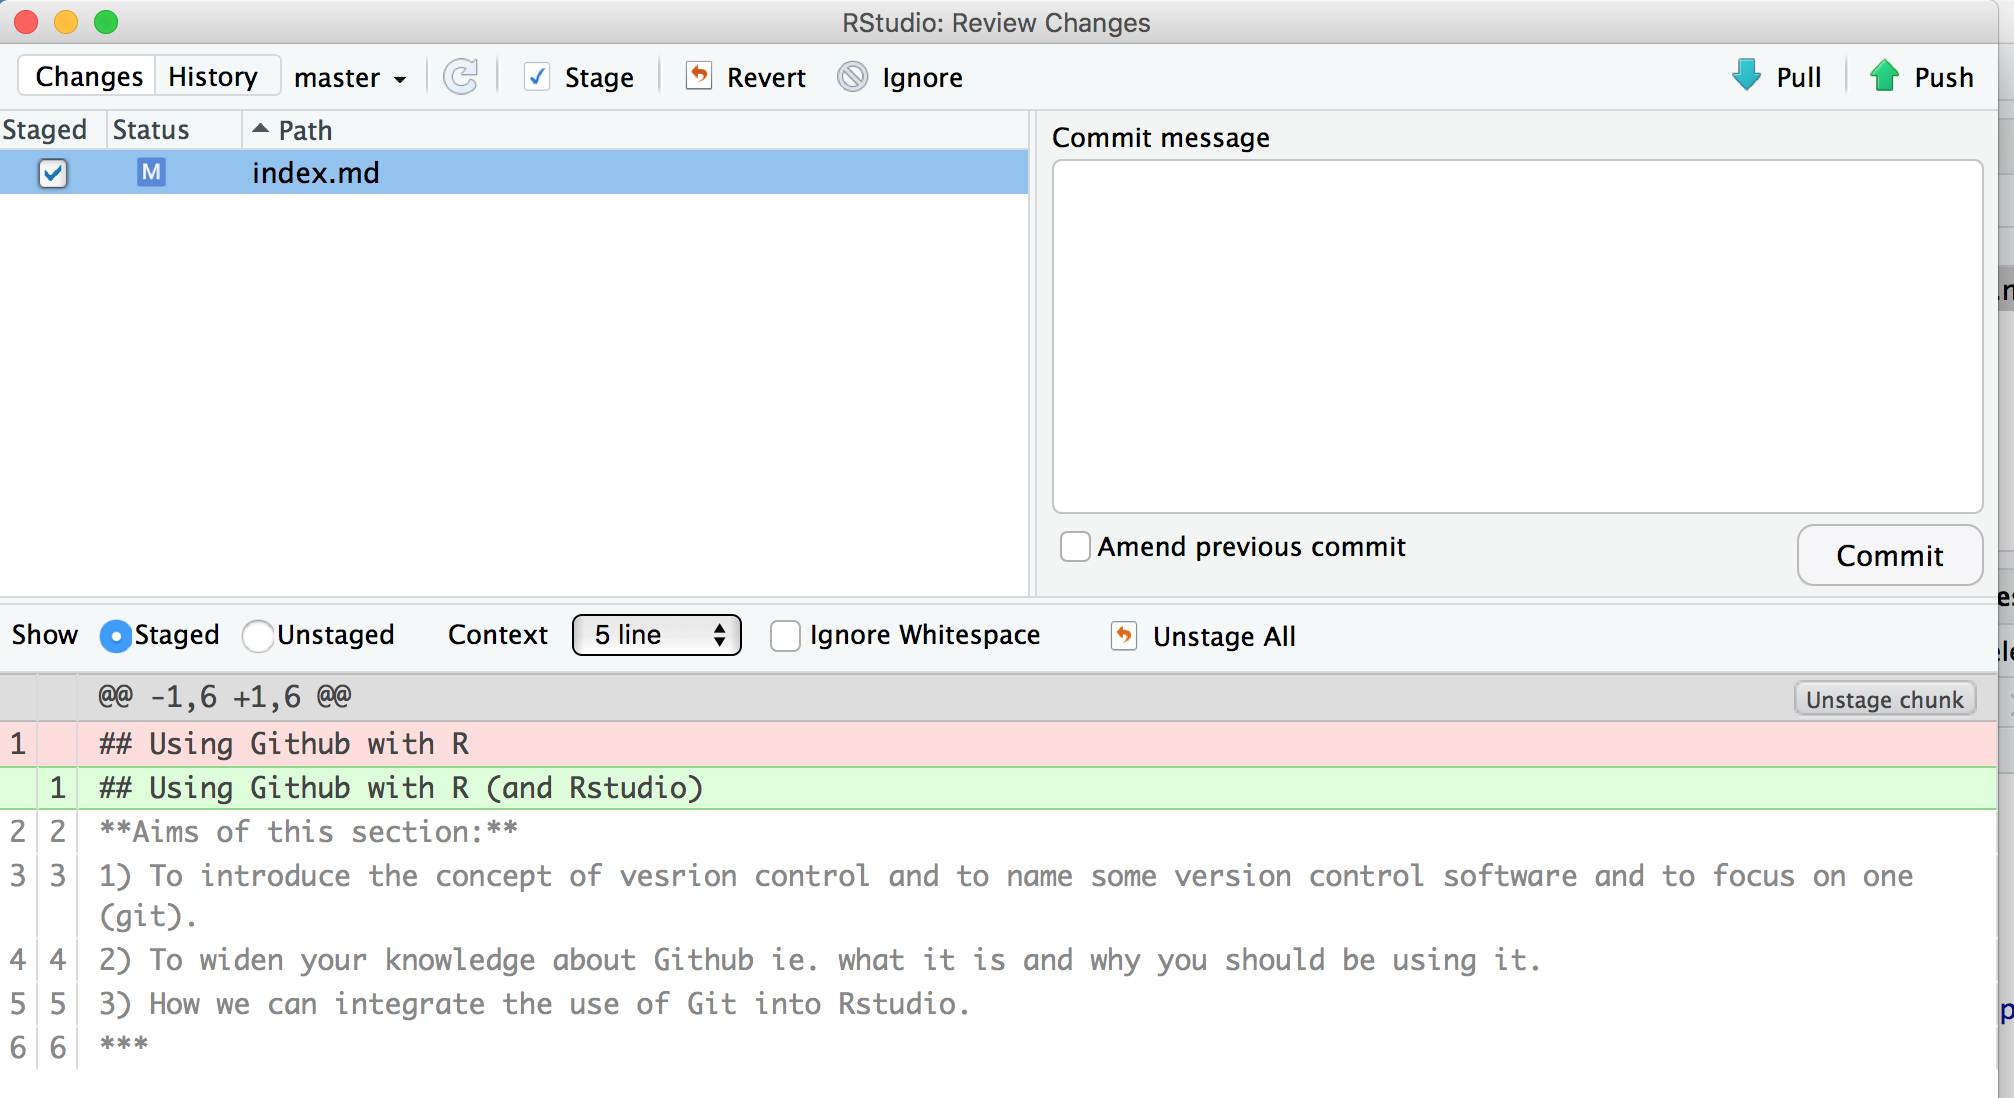 RStudio: Review Changes
Changes History master Stage Revert Ignore Pull Push
Staged Status Path
M index.md
Commit message
Amend previous commit
Commit
Show Staged Unstaged Context 5 line Ignore Whitespace Unstage All
@@ -1,6 +1,6 @@ Unstage chunk
1 ## Using Github with R
1 ## Using Github with R (and Rstudio)
2 2 **Aims of this section:**
3 3 1) To introduce the concept of vesrion control and to name some version control software and to focus on one
(git).
4 4 2) To widen your knowledge about Github ie. what it is and why you should be using it.
5 5 3) How we can integrate the use of Git into Rstudio.
6 6 ***